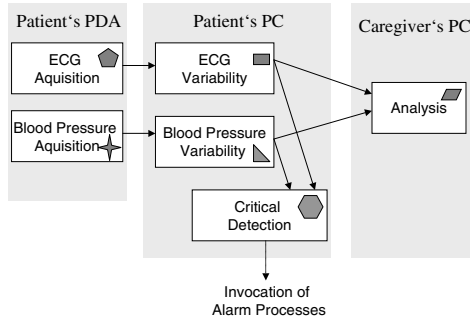 Patient‘s PDA
Patient‘s PC
Caregiver‘s PC
ECG
Aquisition
ECG
Variability
Analysis
Blood Pressure
Aquisition
Blood Pressure
Variability
Critical
Detection
Invocation of
Alarm Processes